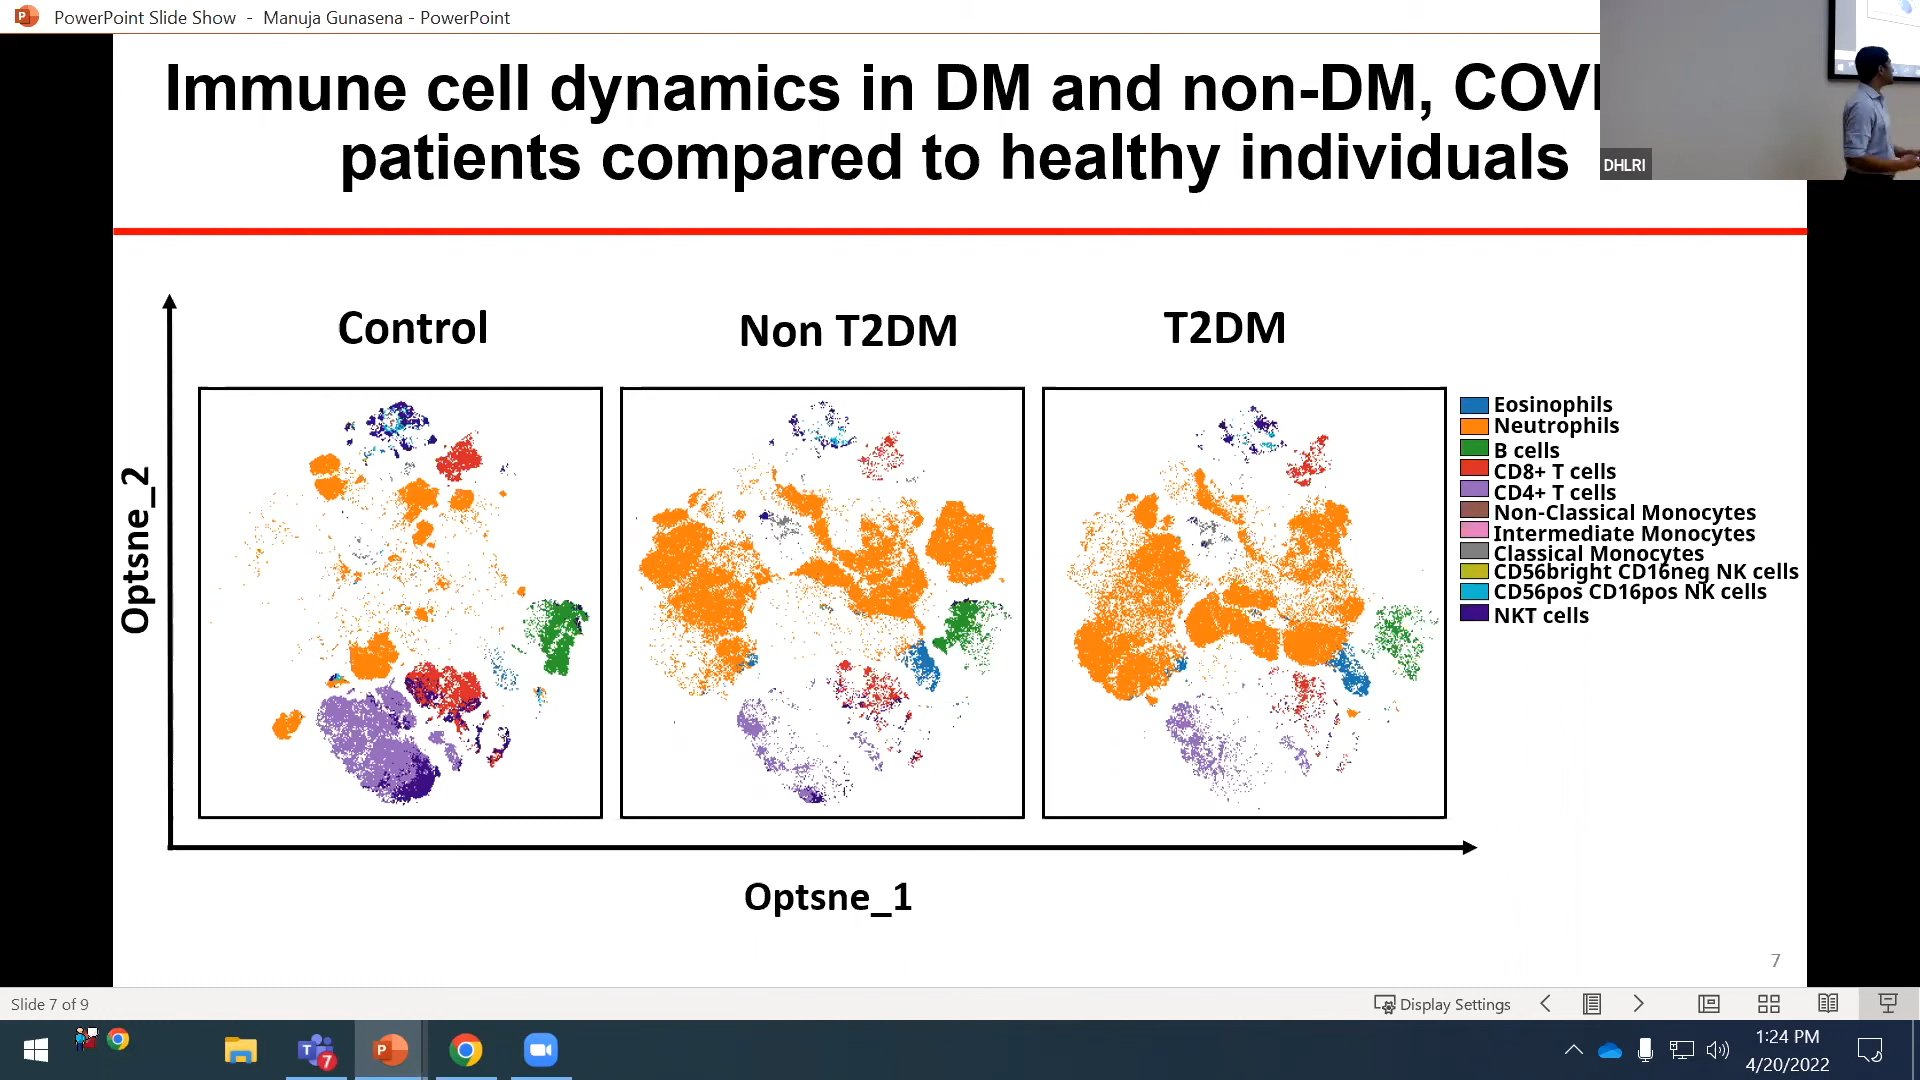 PowerPoint Slide Show - Manuja Gunasena - PowerPoint
Immune cell dynamics in DM and non-DM,
patients compared to healthy individuals
DHLRI
Control
Non T2DM
T2DM
Optsne_2
Eosinophils
Neutrophils
B cells
CD8+ T cells
CD4+ T cells
Non-Classical Monocytes
Intermediate Monocytes
Classical Monocytes
CD56bright CD16neg NK cells
CD56pos CD16pos NK cells
NKT cells
Optsne_1
7
Slide 7 of 9
Display Settings
7
1:24 PM
4/20/2022